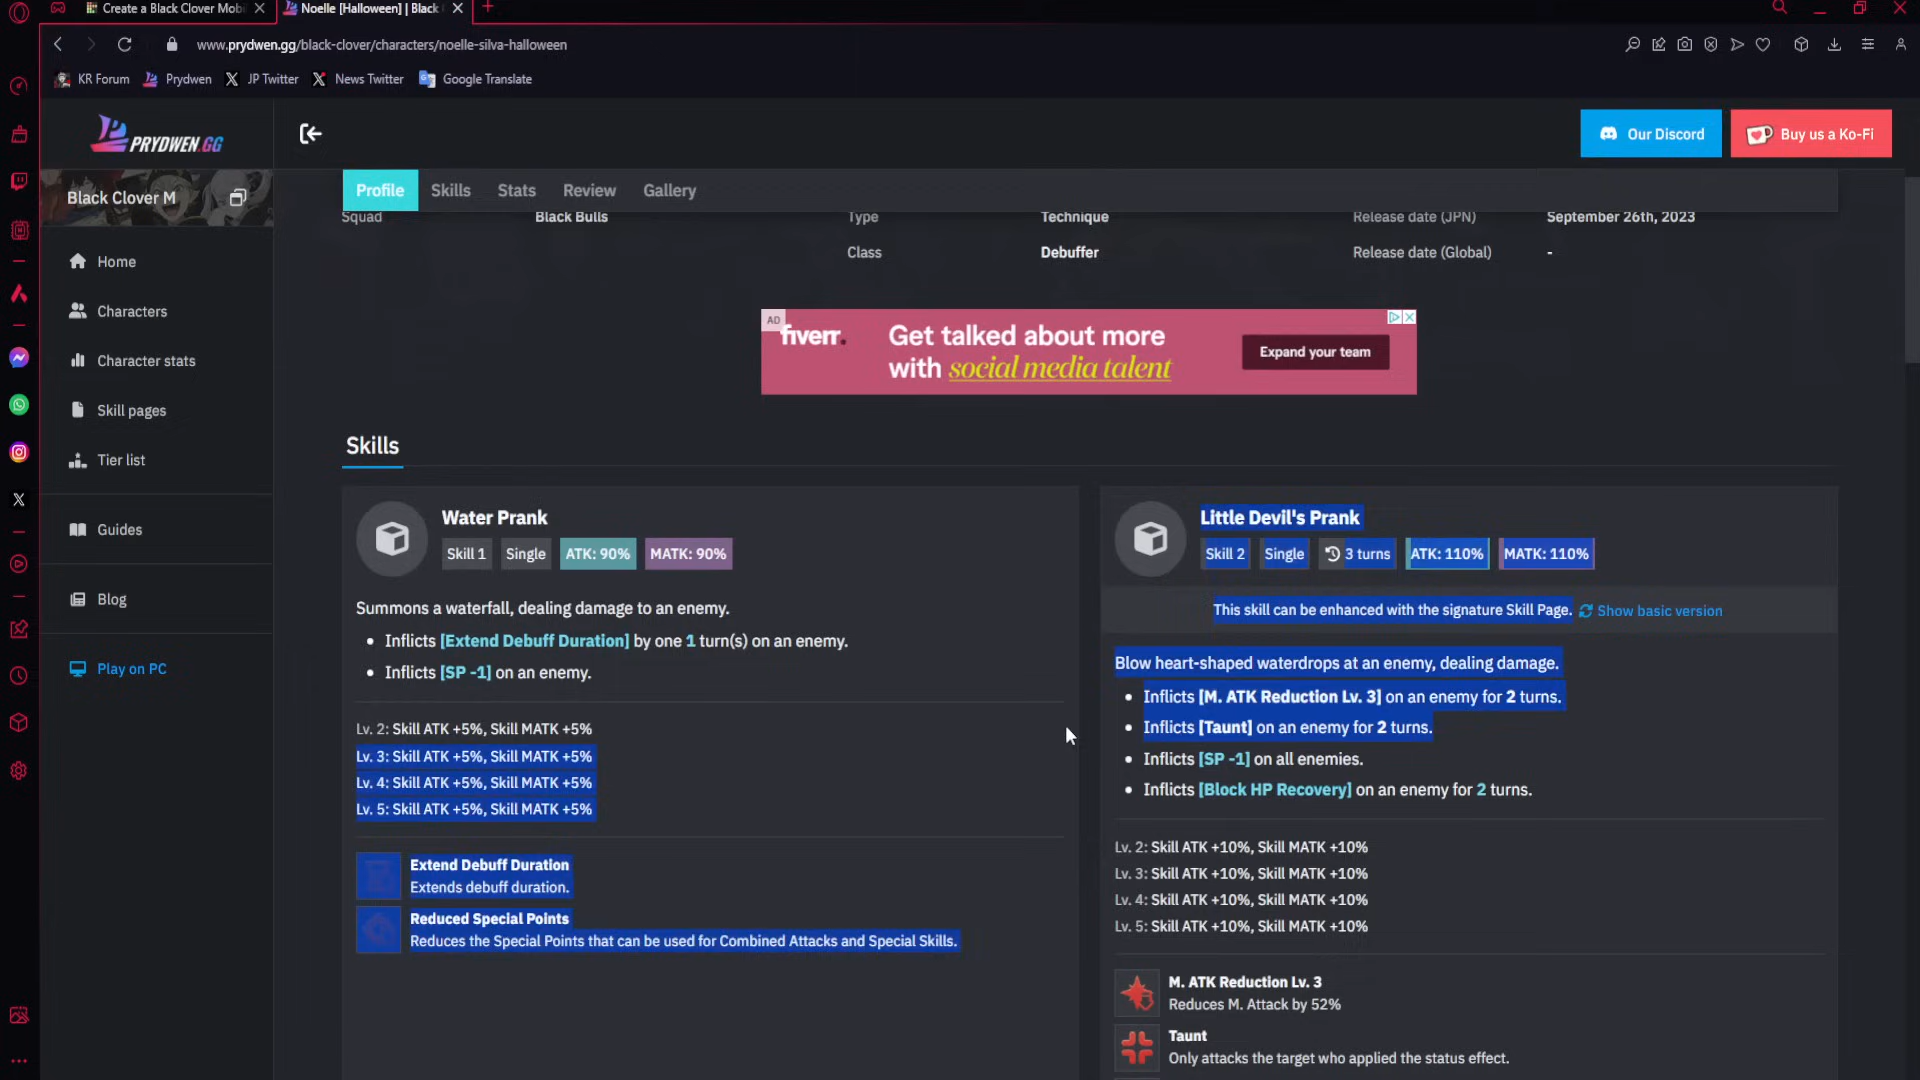 Create a Black Clover Mobi
Noelle [Halloween] | Black
www.prydwen.gg/black-clover/characters/noelle-silva-halloween
KR Forum
Prydwen
JP Twitter
News Twitter
Google Translate
PRYDWEN.GG
Our Discord
Buy us a Ko-Fi
Black Clover M
Home
Characters
Character stats
Skill pages
Tier list
Guides
Blog
Play on PC
Profile
Skills
Stats
Review
Gallery
Squad
Black Bulls
Type
Technique
Release date (JPN)
September 26th, 2023
Class
Debuffer
Release date (Global)
-
AD
fiverr.
Get talked about more
with social media talent
Expand your team
Skills
Water Prank
Skill 1
Single
ATK: 90%
MATK: 90%
Summons a waterfall, dealing damage to an enemy.
• Inflicts [Extend Debuff Duration] by one 1 turn(s) on an enemy.
• Inflicts [SP -1] on an enemy.
Lv. 2: Skill ATK +5%, Skill MATK +5%
Lv. 3: Skill ATK +5%, Skill MATK +5%
Lv. 4: Skill ATK +5%, Skill MATK +5%
Lv. 5: Skill ATK +5%, Skill MATK +5%
Extend Debuff Duration
Extends debuff duration.
Reduced Special Points
Reduces the Special Points that can be used for Combined Attacks and Special Skills.
Little Devil's Prank
Skill 2
Single
3 turns
ATK: 110%
MATK: 110%
This skill can be enhanced with the signature Skill Page. Show basic version
Blow heart-shaped waterdrops at an enemy, dealing damage.
• Inflicts [M. ATK Reduction Lv. 3] on an enemy for 2 turns.
• Inflicts [Taunt] on an enemy for 2 turns.
• Inflicts [SP -1] on all enemies.
• Inflicts [Block HP Recovery] on an enemy for 2 turns.
Lv. 2: Skill ATK +10%, Skill MATK +10%
Lv. 3: Skill ATK +10%, Skill MATK +10%
Lv. 4: Skill ATK +10%, Skill MATK +10%
Lv. 5: Skill ATK +10%, Skill MATK +10%
M. ATK Reduction Lv. 3
Reduces M. Attack by 52%
Taunt
Only attacks the target who applied the status effect.